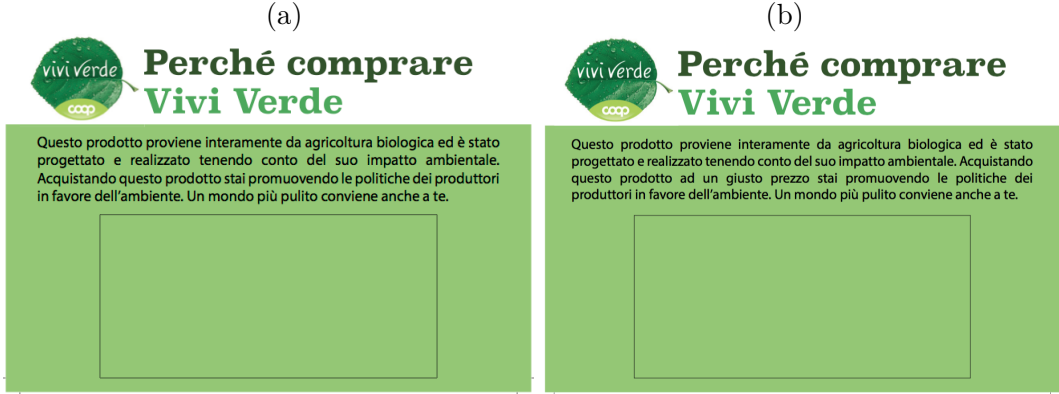 (a)
vivi verde
coop
Perché comprare
Vivi Verde
Questo prodotto proviene interamente da agricoltura biologica ed è stato
progettato e realizzato tenendo conto del suo impatto ambientale.
Acquistando questo prodotto stai promuovendo le politiche dei produttori
in favore dell'ambiente. Un mondo più pulito conviene anche a te.
(b)
vivi verde
coop
Perché comprare
Vivi Verde
Questo prodotto proviene interamente da agricoltura biologica ed è stato
progettato e realizzato tenendo conto del suo impatto ambientale. Acquistando
questo prodotto ad un giusto prezzo stai promuovendo le politiche dei
produttori in favore dell'ambiente. Un mondo più pulito conviene anche a te.